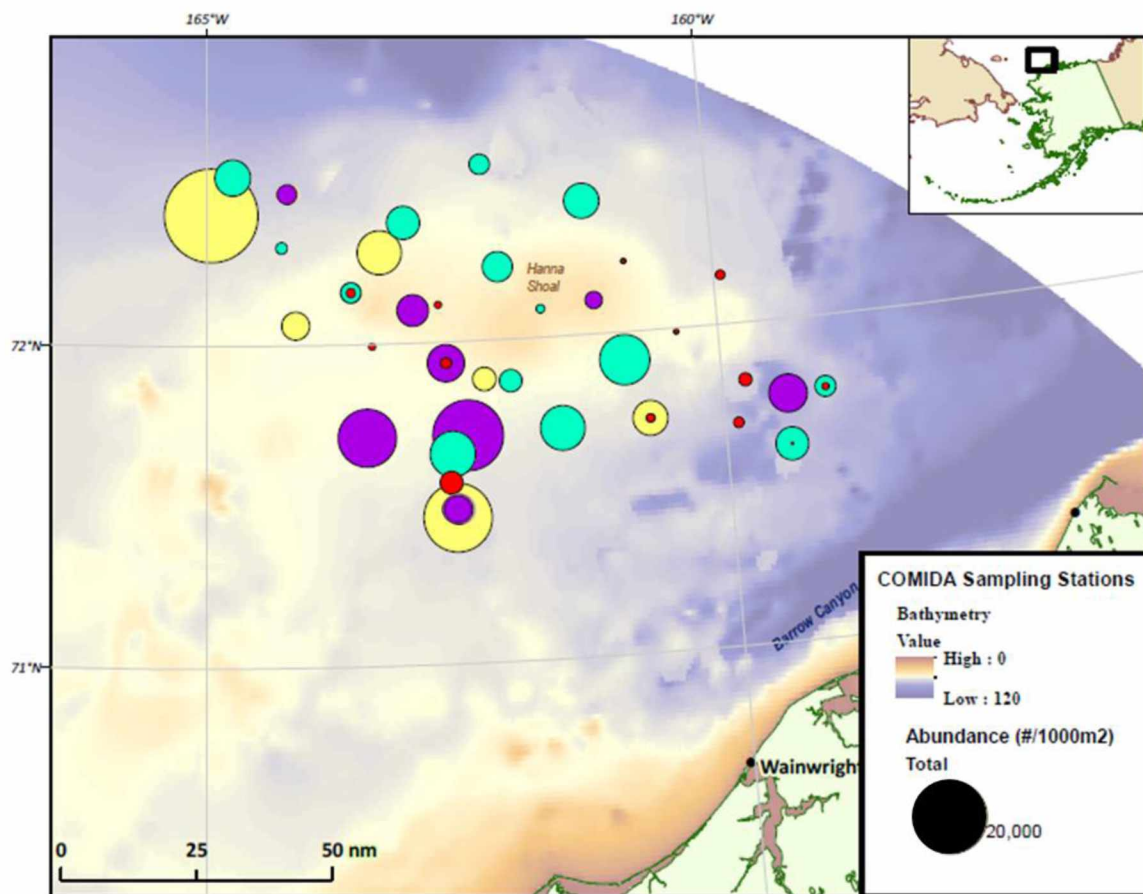 165°W
160°W
Hanna
Shoal
72°N
71°N
Barrow Canyon
Wainwright
0
25
50 nm
COMIDA Sampling Stations
Bathymetry
Value
High : 0
Low : 120
Abundance (#/1000m2)
Total
20,000